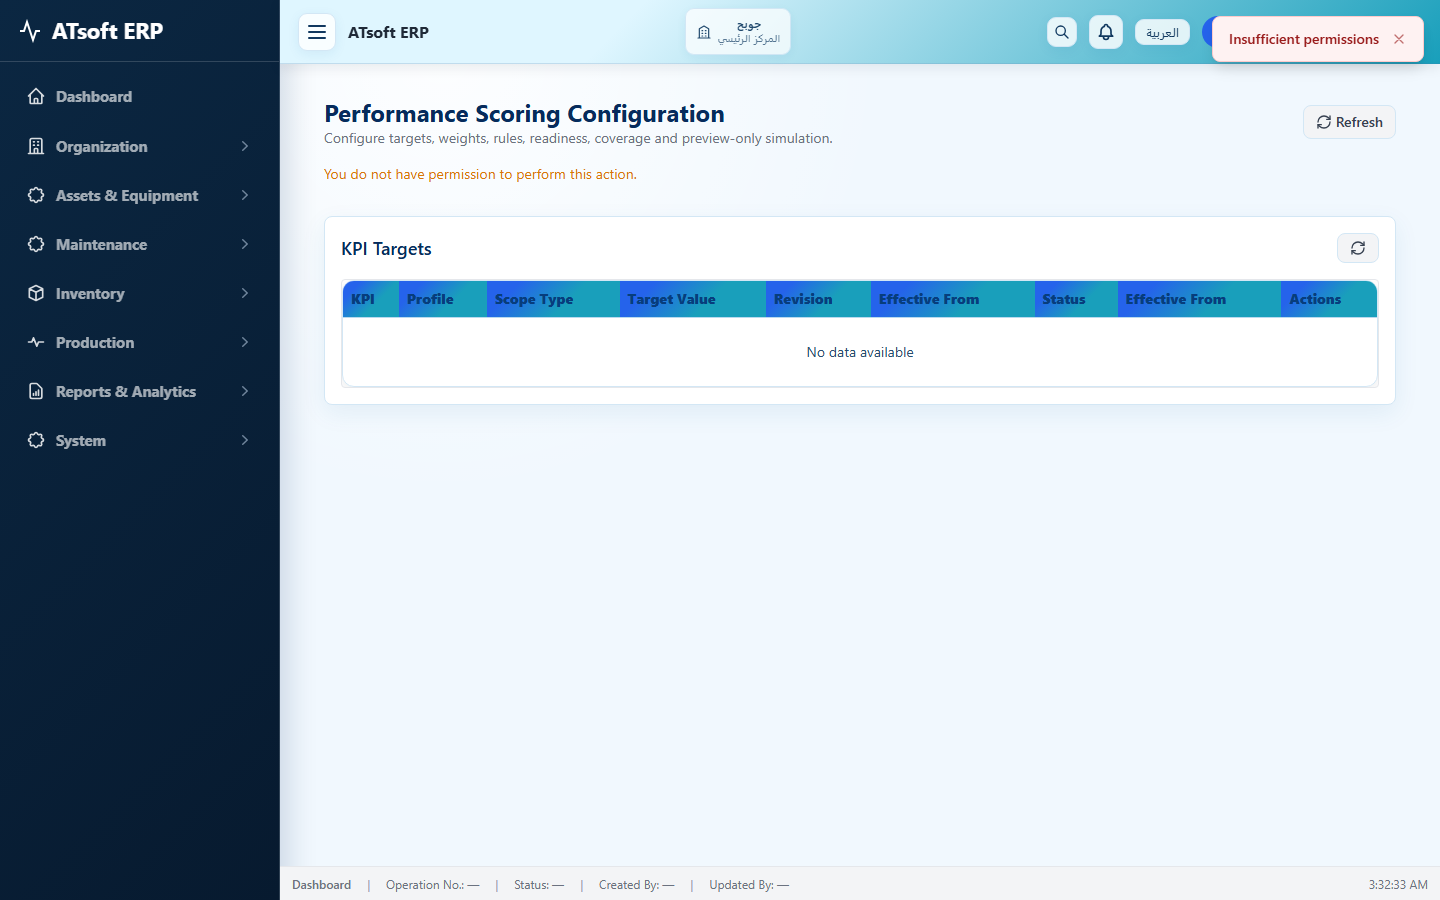 ATsoft ERP
Dashboard
Organization
Assets & Equipment
Maintenance
Inventory
Production
Reports & Analytics
System
ATsoft ERP
جوبح
المركز الرئيسي
العربية
Insufficient permissions
Performance Scoring Configuration
Configure targets, weights, rules, readiness, coverage and preview-only simulation.
Refresh
You do not have permission to perform this action.
KPI Targets
KPI Profile Scope Type Target Value Revision Effective From Status Effective From Actions
No data available
Dashboard | Operation No.: — | Status: — | Created By: — | Updated By: — 3:32:33 AM